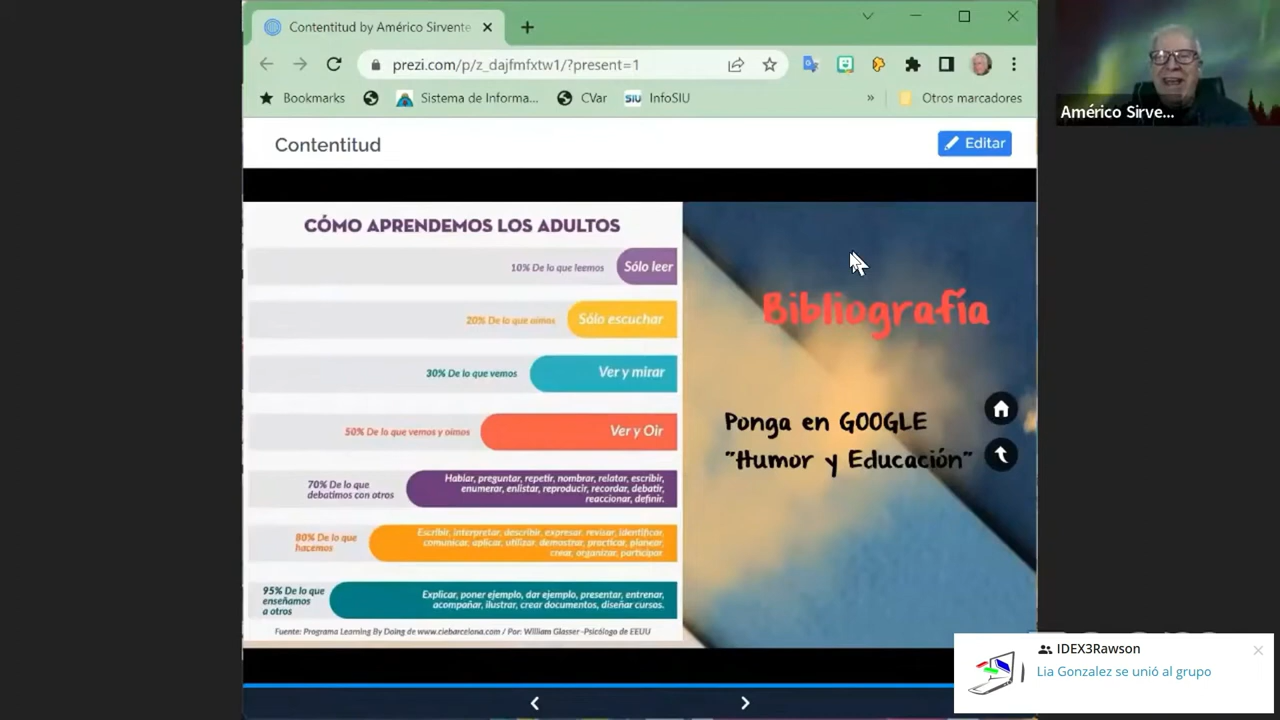 Contentitud by Américo Sirvente
prezi.com/p/z_dajfmfxtw1/?present=1
Bookmarks
Sistema de Informa...
CVar
SIU
InfoSIU
»
Otros marcadores
Américo Sirve...
Contentitud
Editar
CÓMO APRENDEMOS LOS ADULTOS
10% De lo que leemos
Sólo leer
20% De lo que oímos
Sólo escuchar
30% De lo que vemos
Ver y mirar
50% De lo que vemos y oimos
Ver y Oir
70% De lo que
debatimos con otros
Hablar, preguntar, repetir, nombrar, relatar, escribir,
enumerar, enlistar, reproducir, recordar, debatir,
reaccionar, definir.
80% De lo que
hacemos
Escribir, interpretar, describir, expresar, revisar, identificar,
comunicar, aplicar, utilizar, demostrar, practicar, planear,
crear, organizar, participar
95% De lo que
enseñamos
a otros
Explicar, poner ejemplo, dar ejemplo, presentar, entrenar,
acompañar, ilustrar, crear documentos, diseñar cursos.
Fuente: Programa Learning By Doing de www.ciebarcelona.com / Por: William Glasser -Psicólogo de EEUU
Bibliografía
Ponga en GOOGLE
"Humor y Educación"
IDEX3Rawson
Lia Gonzalez se unió al grupo